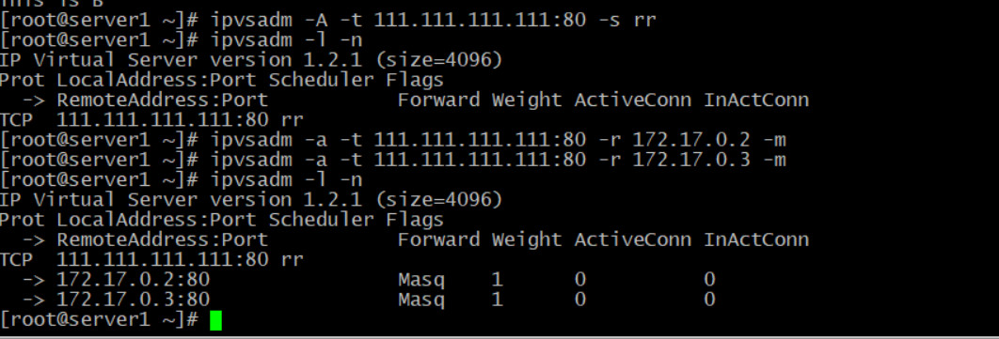 This is B
[root@server1 ~]# ipvsadm -A -t 111.111.111.111:80 -s rr
[root@server1 ~]# ipvsadm -l -n
IP Virtual Server version 1.2.1 (size=4096)
Prot LocalAddress:Port Scheduler Flags
  -> RemoteAddress:Port           Forward Weight ActiveConn InActConn
TCP  111.111.111.111:80 rr
[root@server1 ~]# ipvsadm -a -t 111.111.111.111:80 -r 172.17.0.2 -m
[root@server1 ~]# ipvsadm -a -t 111.111.111.111:80 -r 172.17.0.3 -m
[root@server1 ~]# ipvsadm -l -n
IP Virtual Server version 1.2.1 (size=4096)
Prot LocalAddress:Port Scheduler Flags
  -> RemoteAddress:Port           Forward Weight ActiveConn InActConn
TCP  111.111.111.111:80 rr
  -> 172.17.0.2:80                Masq    1      0          0
  -> 172.17.0.3:80                Masq    1      0          0
[root@server1 ~]#